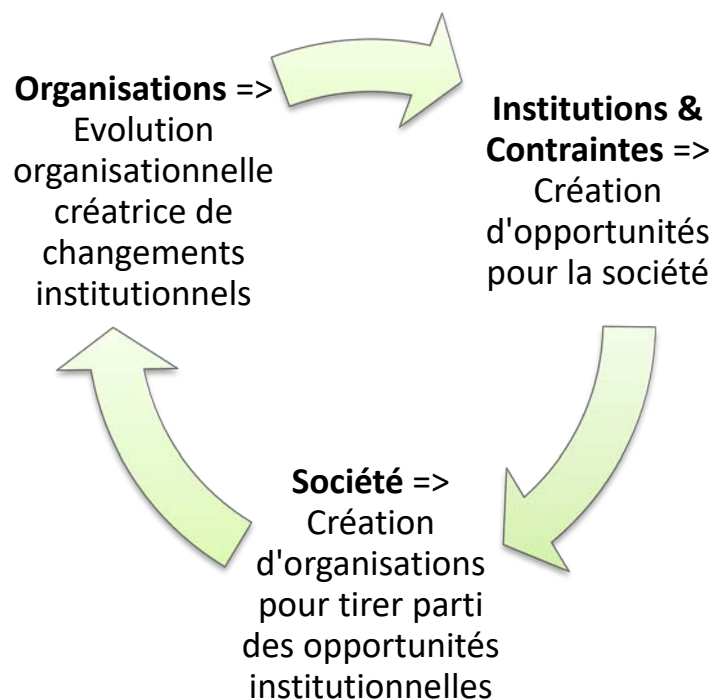 Organisations =>
Evolution
organisationnelle
créatrice de
changements
institutionnels
Institutions &
Contraintes =>
Création
d'opportunités
pour la société
Société =>
Création
d'organisations
pour tirer parti
des opportunités
institutionnelles